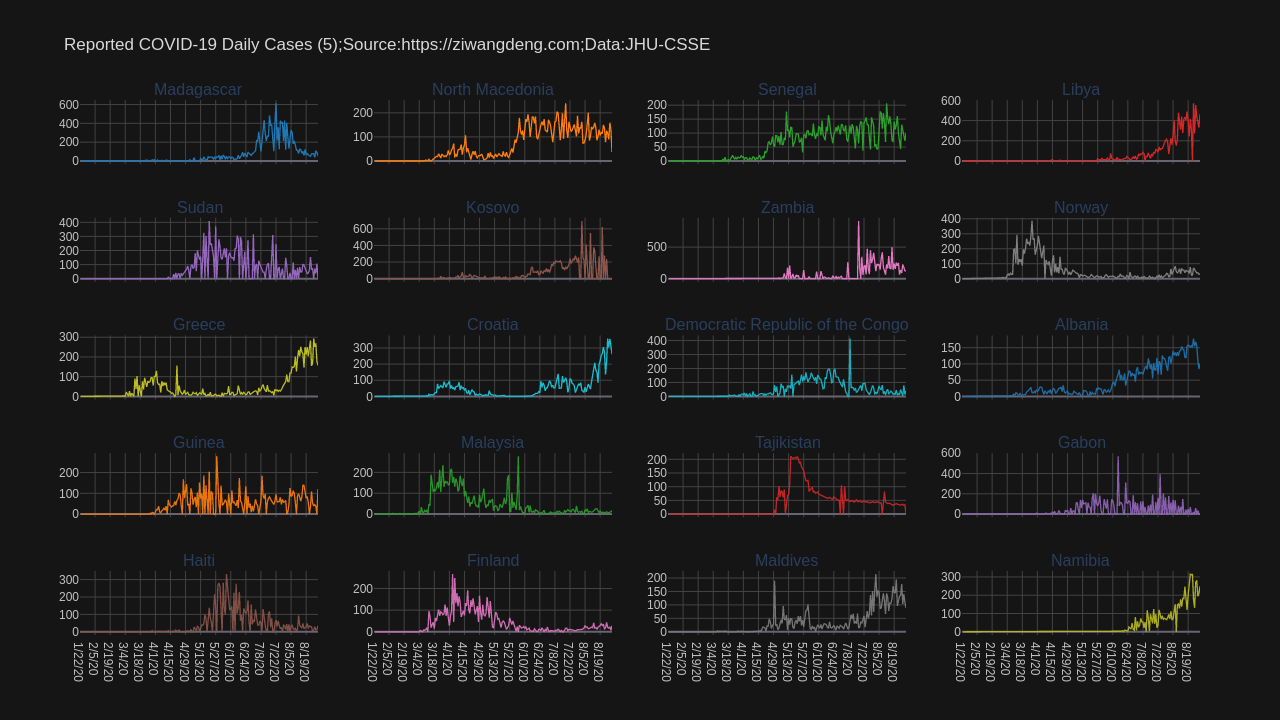 Reported COVID-19 Daily Cases (5);Source:https://ziwangdeng.com;Data:JHU-CSSE
Madagascar North Macedonia Senegal Libya
600 400 200 0
200 100 0
200 150 100 50 0
600 400 200 0
Sudan Kosovo Zambia Norway
400 300 200 100 0
600 400 200 0
500 0
400 300 200 100 0
Greece Croatia Democratic Republic of the Congo Albania
300 200 100 0
300 200 100 0
400 300 200 100 0
150 100 50 0
Guinea Malaysia Tajikistan Gabon
200 100 0
200 100 0
200 150 100 50 0
600 400 200 0
Haiti Finland Maldives Namibia
300 200 100 0
200 100 0
200 150 100 50 0
300 200 100 0
1/22/20 2/5/20 2/19/20 3/4/20 3/18/20 4/1/20 4/15/20 4/29/20 5/13/20 5/27/20 6/10/20 6/24/20 7/8/20 7/22/20 8/5/20 8/19/20
1/22/20 2/5/20 2/19/20 3/4/20 3/18/20 4/1/20 4/15/20 4/29/20 5/13/20 5/27/20 6/10/20 6/24/20 7/8/20 7/22/20 8/5/20 8/19/20
1/22/20 2/5/20 2/19/20 3/4/20 3/18/20 4/1/20 4/15/20 4/29/20 5/13/20 5/27/20 6/10/20 6/24/20 7/8/20 7/22/20 8/5/20 8/19/20
1/22/20 2/5/20 2/19/20 3/4/20 3/18/20 4/1/20 4/15/20 4/29/20 5/13/20 5/27/20 6/10/20 6/24/20 7/8/20 7/22/20 8/5/20 8/19/20